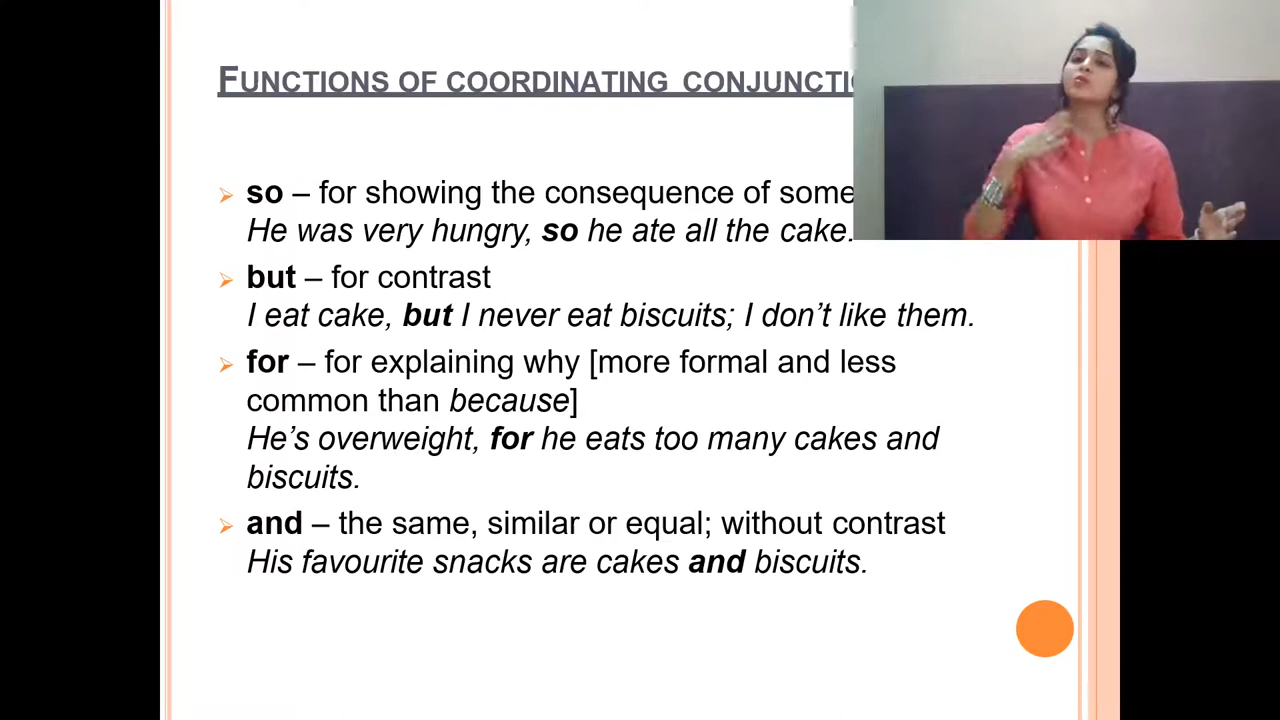 FUNCTIONS OF COORDINATING CONJUNCTI
so – for showing the consequence of some
He was very hungry, so he ate all the cake.
but – for contrast
I eat cake, but I never eat biscuits; I don’t like them.
for – for explaining why [more formal and less
common than because]
He’s overweight, for he eats too many cakes and
biscuits.
and – the same, similar or equal; without contrast
His favourite snacks are cakes and biscuits.